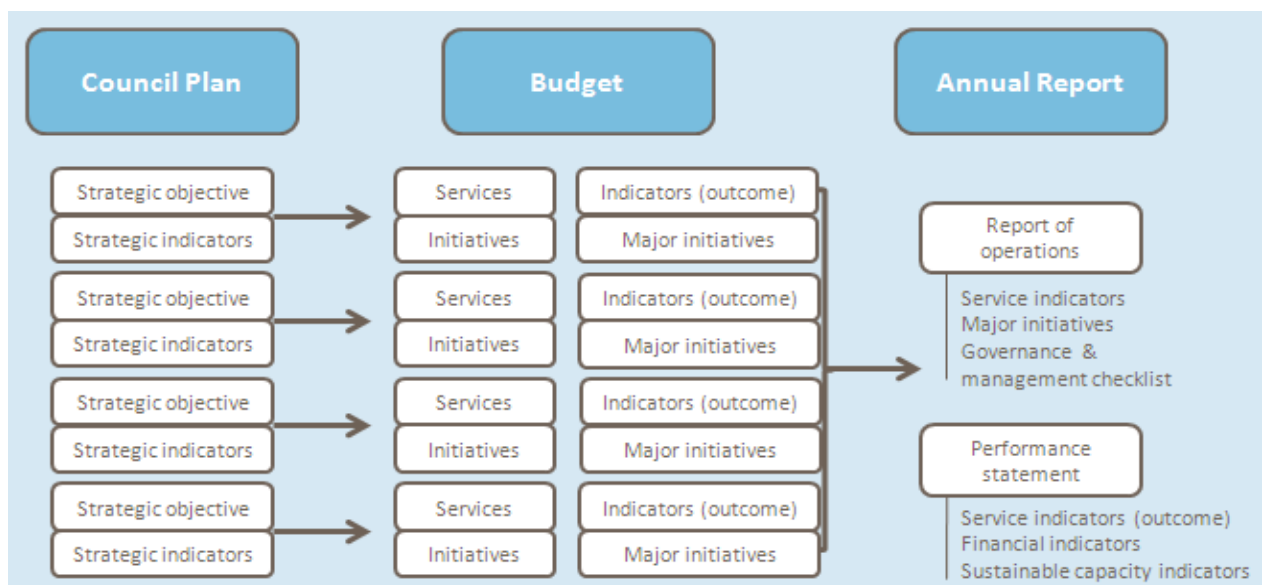 Council Plan
Budget
Annual Report
Strategic objective
Strategic indicators
Services
Initiatives
Indicators (outcome)
Major initiatives
Strategic objective
Strategic indicators
Services
Initiatives
Indicators (outcome)
Major initiatives
Strategic objective
Strategic indicators
Services
Initiatives
Indicators (outcome)
Major initiatives
Strategic objective
Strategic indicators
Services
Initiatives
Indicators (outcome)
Major initiatives
Report of
operations
Service indicators
Major initiatives
Governance &
management checklist
Performance
statement
Service indicators (outcome)
Financial indicators
Sustainable capacity indicators